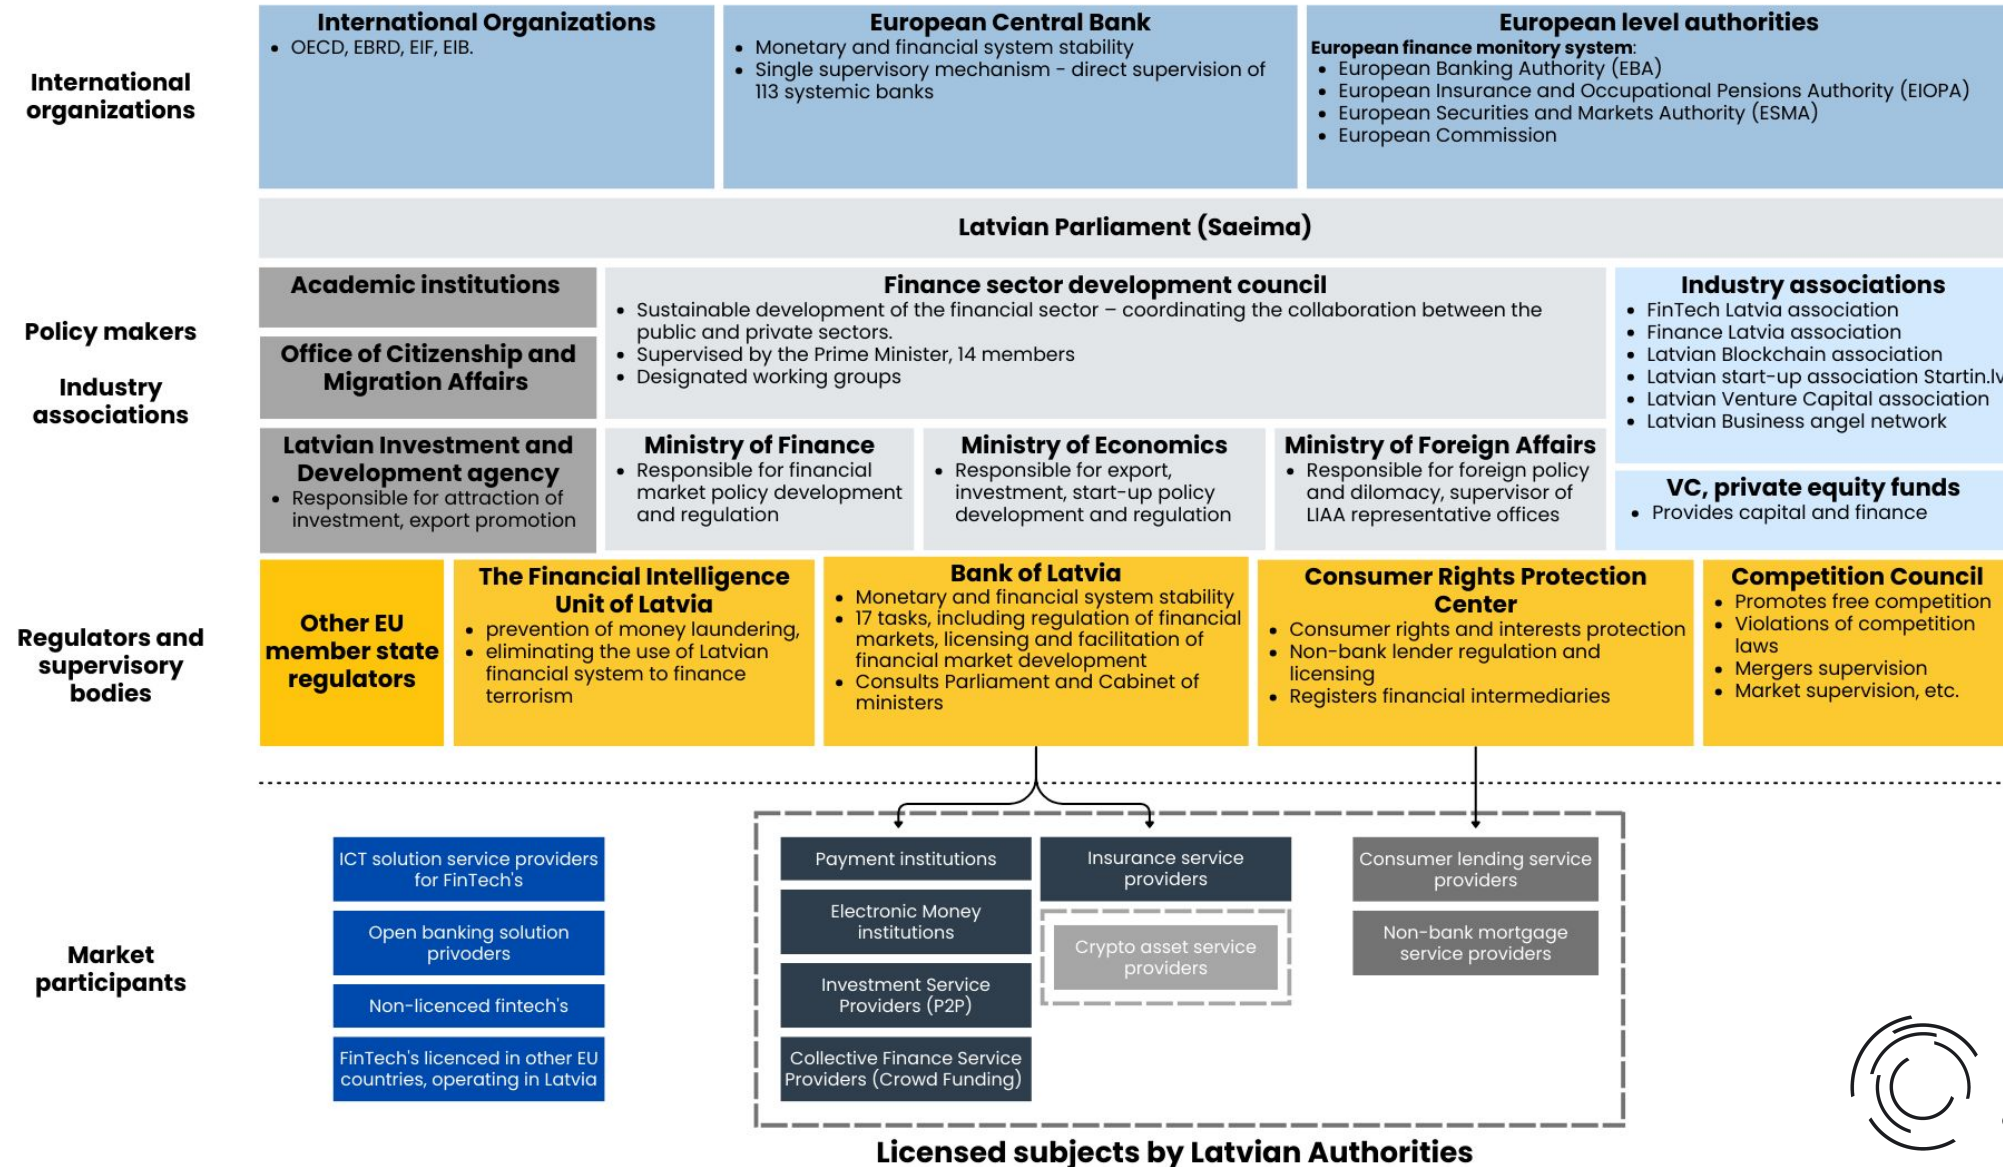 International
organizations
International Organizations
• OECD, EBRD, EIF, EIB.
European Central Bank
• Monetary and financial system stability
• Single supervisory mechanism - direct supervision of
113 systemic banks
European level authorities
European finance monitory system:
• European Banking Authority (EBA)
• European Insurance and Occupational Pensions Authority (EIOPA)
• European Securities and Markets Authority (ESMA)
• European Commission
Latvian Parliament (Saeima)
Policy makers
Industry
associations
Academic institutions
Office of Citizenship and
Migration Affairs
Latvian Investment and
Development agency
• Responsible for attraction of
investment, export promotion
Finance sector development council
• Sustainable development of the financial sector – coordinating the collaboration between the
public and private sectors.
• Supervised by the Prime Minister, 14 members
• Designated working groups
Ministry of Finance
• Responsible for financial
market policy development
and regulation
Ministry of Economics
• Responsible for export,
investment, start-up policy
development and regulation
Ministry of Foreign Affairs
• Responsible for foreign policy
and dilomacy, supervisor of
LIAA representative offices
Industry associations
• FinTech Latvia association
• Finance Latvia association
• Latvian Blockchain association
• Latvian start-up association Startin.lv
• Latvian Venture Capital association
• Latvian Business angel network
VC, private equity funds
• Provides capital and finance
Regulators and
supervisory
bodies
Other EU
member state
regulators
The Financial Intelligence
Unit of Latvia
• prevention of money laundering,
• eliminating the use of Latvian
financial system to finance
terrorism
Bank of Latvia
• Monetary and financial system stability
• 17 tasks, including regulation of financial
markets, licensing and facilitation of
financial market development
• Consults Parliament and Cabinet of
ministers
Consumer Rights Protection
Center
• Consumer rights and interests protection
• Non-bank lender regulation and
licensing
• Registers financial intermediaries
Competition Council
• Promotes free competition
• Violations of competition
laws
• Mergers supervision
• Market supervision, etc.
Market
participants
ICT solution service providers
for FinTech's
Open banking solution
privoders
Non-licenced fintech's
FinTech's licenced in other EU
countries, operating in Latvia
Payment institutions
Electronic Money
institutions
Investment Service
Providers (P2P)
Collective Finance Service
Providers (Crowd Funding)
Insurance service
providers
Crypto asset service
providers
Consumer lending service
providers
Non-bank mortgage
service providers
Licensed subjects by Latvian Authorities